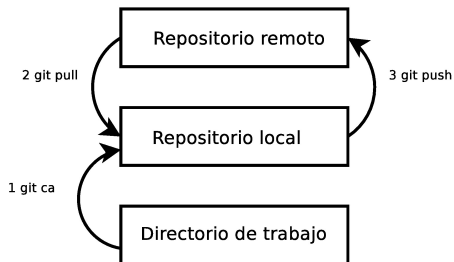 Repositorio remoto
2 git pull
3 git push
Repositorio local
1 git ca
Directorio de trabajo